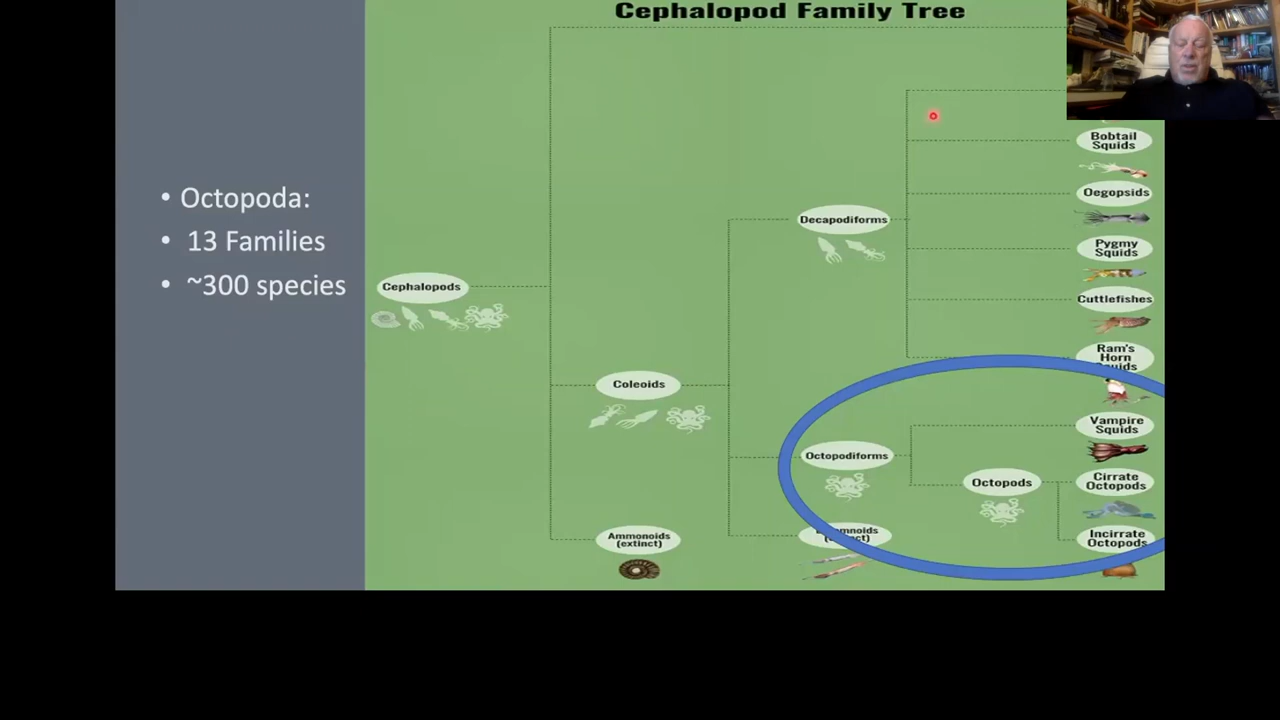 Cephalopod Family Tree
• Octopoda:
• 13 Families
• ~300 species
Cephalopods
Coleoids
Ammonoids
(extinct)
Decapodiforms
Octopodiforms
Octopods
Bobtail
Squids
Oegopsids
Pygmy
Squids
Cuttlefishes
Ram's
Horn
Squids
Vampire
Squids
Cirrate
Octopods
Incirrate
Octopods